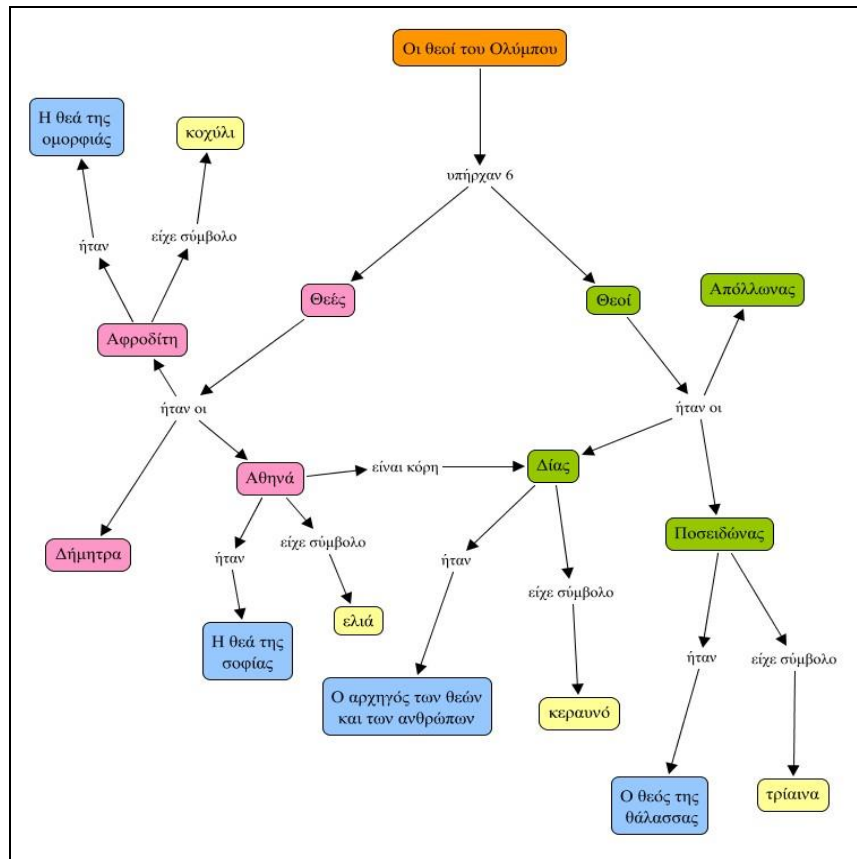 Οι θεοί του Ολύμπου
Η θεά της
ομορφιάς
κοχύλι
υπήρχαν 6
ήταν
είχε σύμβολο
Θεές
Θεοί
Απόλλωνας
Αφροδίτη
ήταν οι
ήταν οι
Αθηνά
είναι κόρη
Δίας
Δήμητρα
ήταν
είχε σύμβολο
ήταν
Ποσειδώνας
είχε σύμβολο
ελιά
Η θεά της
σοφίας
ήταν
είχε σύμβολο
Ο αρχηγός των θεών
και των ανθρώπων
κεραυνό
Ο θεός της
θάλασσας
τρίαινα